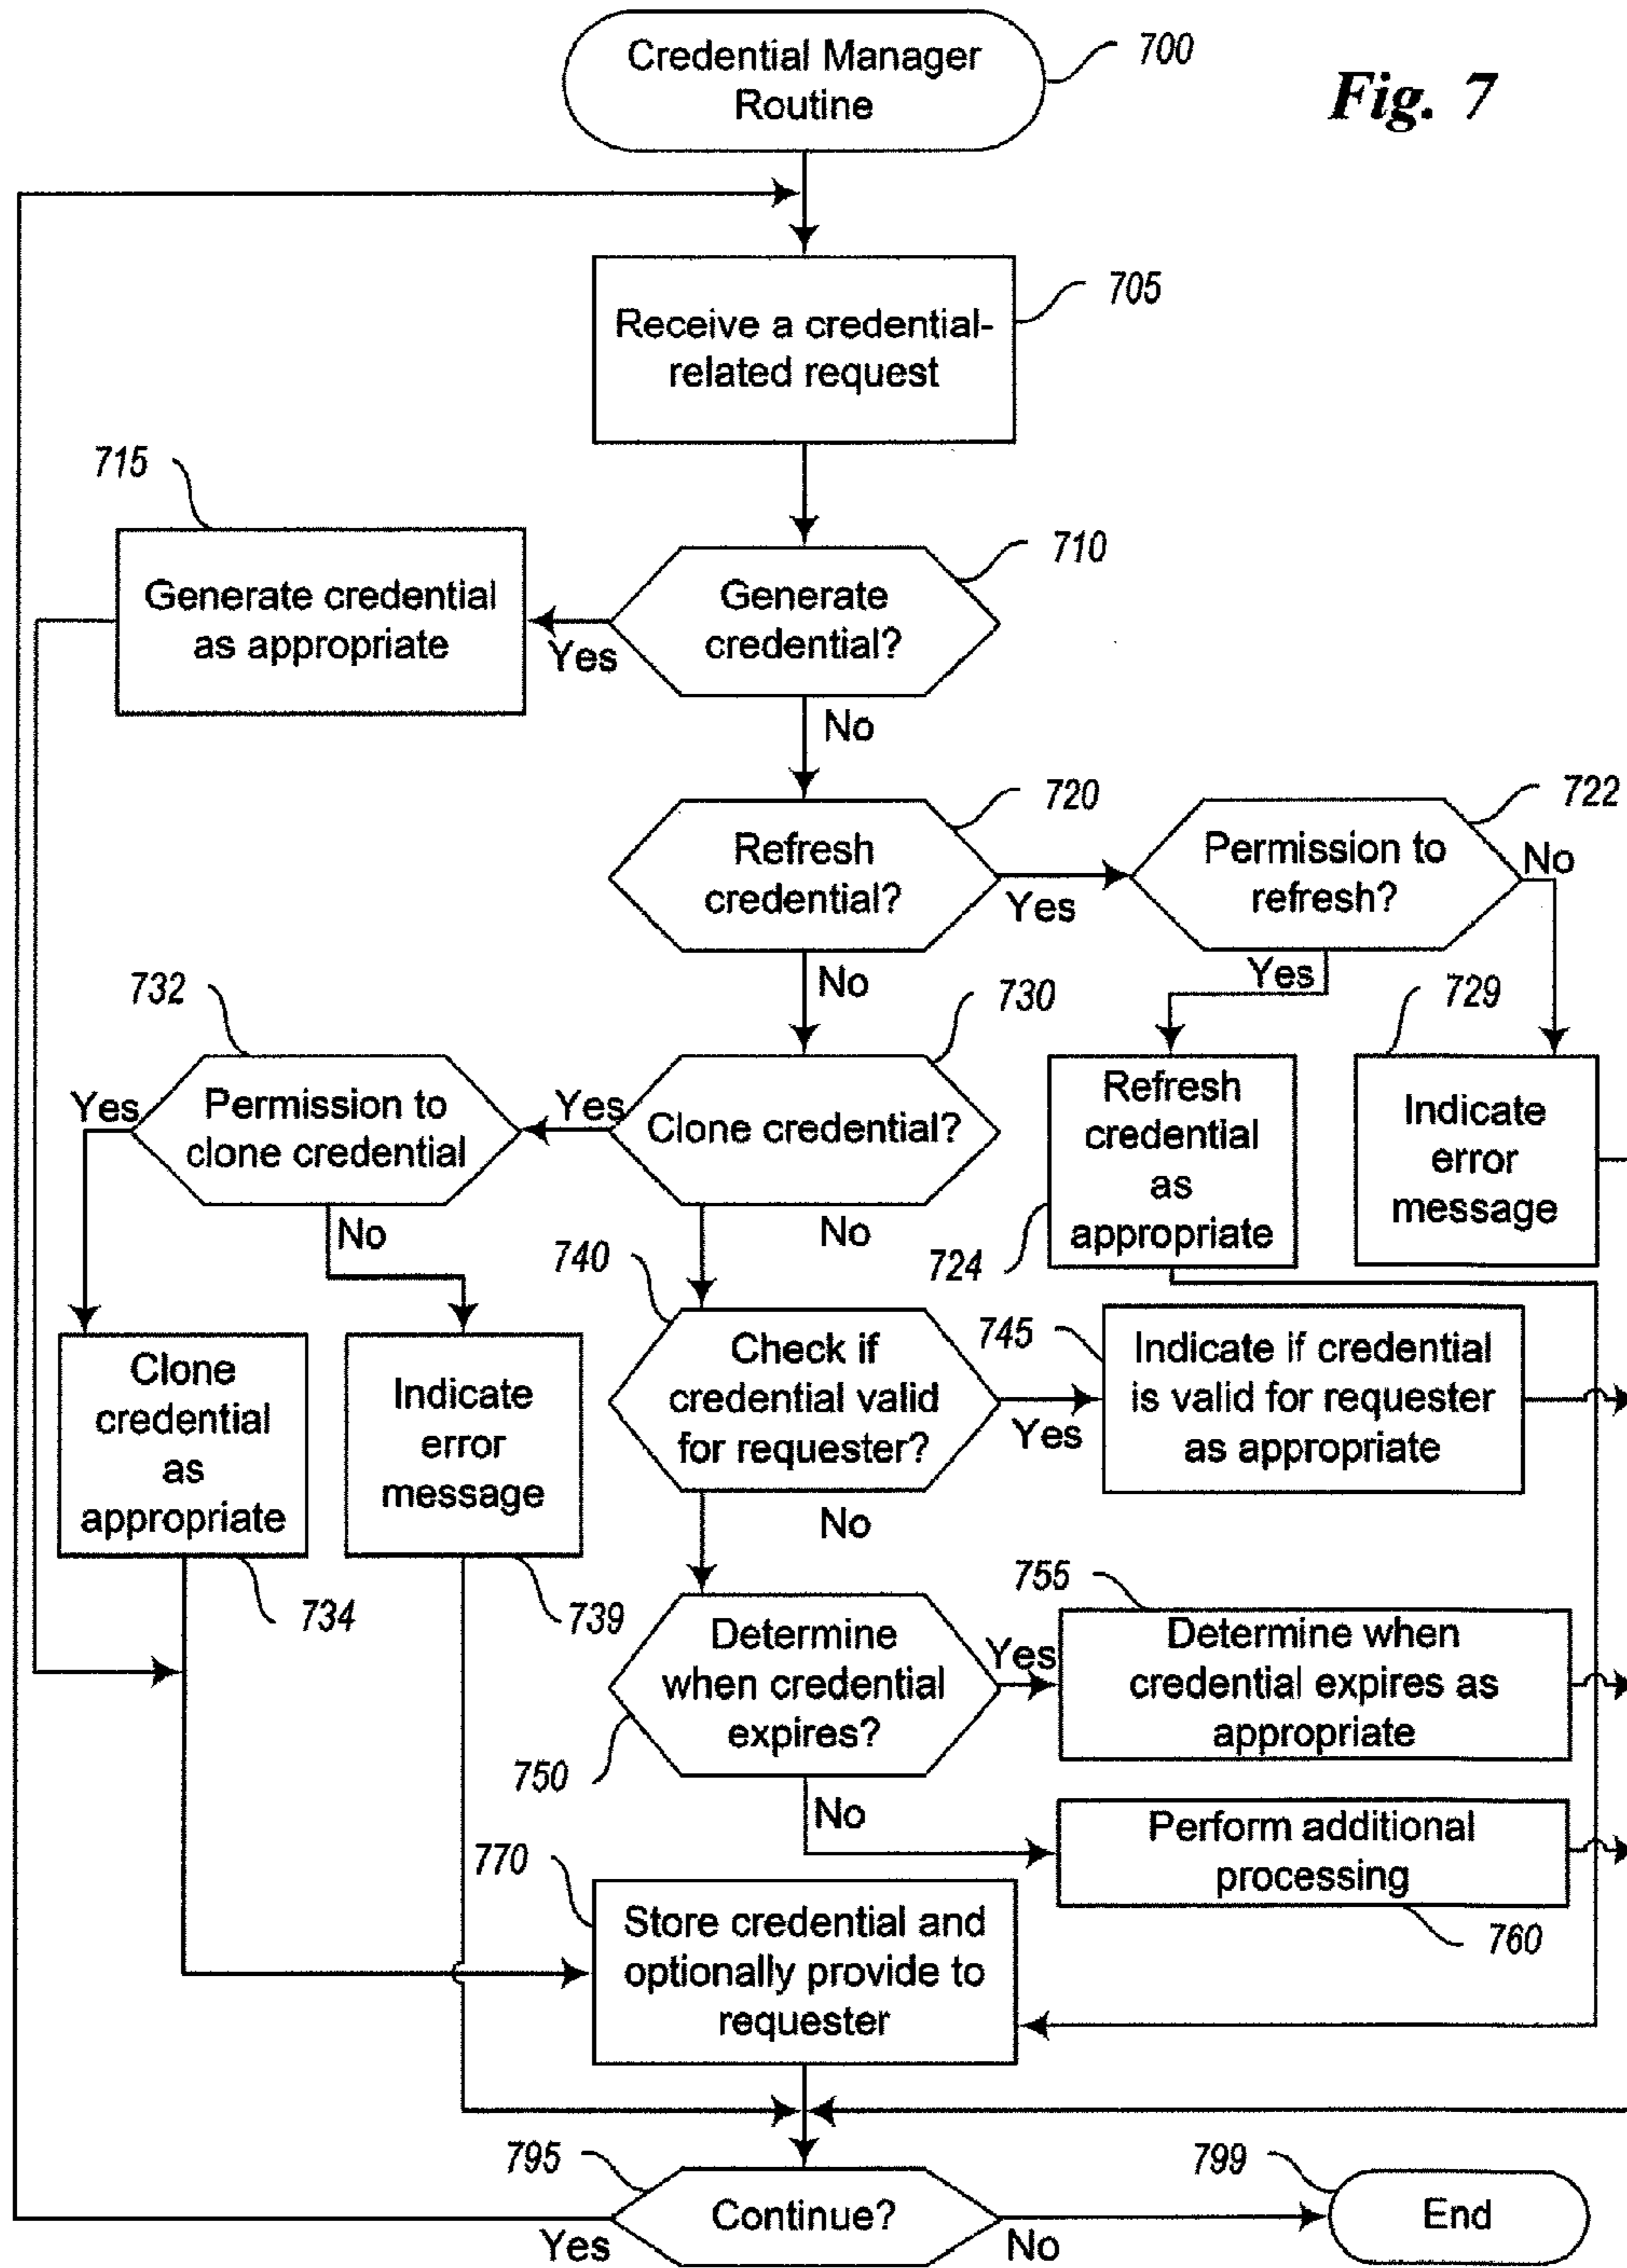 Credential Manager
Routine
700
Fig. 7
705
Receive a credential-
related request
715
710
Generate credential
as appropriate
Yes
Generate
credential?
No
720
722
Refresh
credential?
Yes
Permission to
refresh?
No
732
No
730
Yes
729
Yes
Permission to
clone credential
Yes
Clone credential?
Refresh
credential
as
appropriate
Indicate
error
message
No
740
No
724
Clone
credential
as
appropriate
Indicate
error
message
Check if
credential valid
for requester?
Yes
745
Indicate if credential
is valid for requester
as appropriate
No
734
739
755
Determine
when credential
expires?
Yes
Determine when
credential expires as
appropriate
750
No
Perform additional
processing
770
760
Store credential and
optionally provide to
requester
795
799
Continue?
Yes
No
End